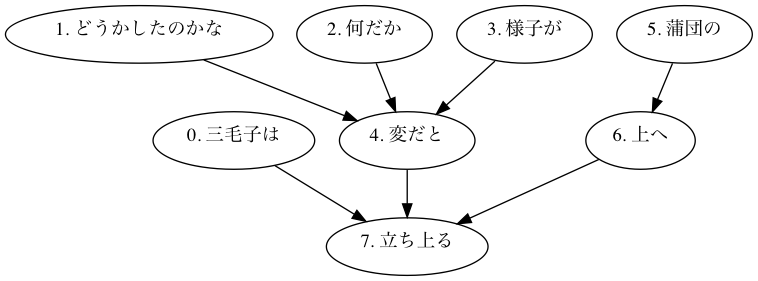 1. どうかしたのかな
2. 何だか
3. 様子が
5. 蒲団の
0. 三毛子は
4. 変だと
6. 上へ
7. 立ち上る